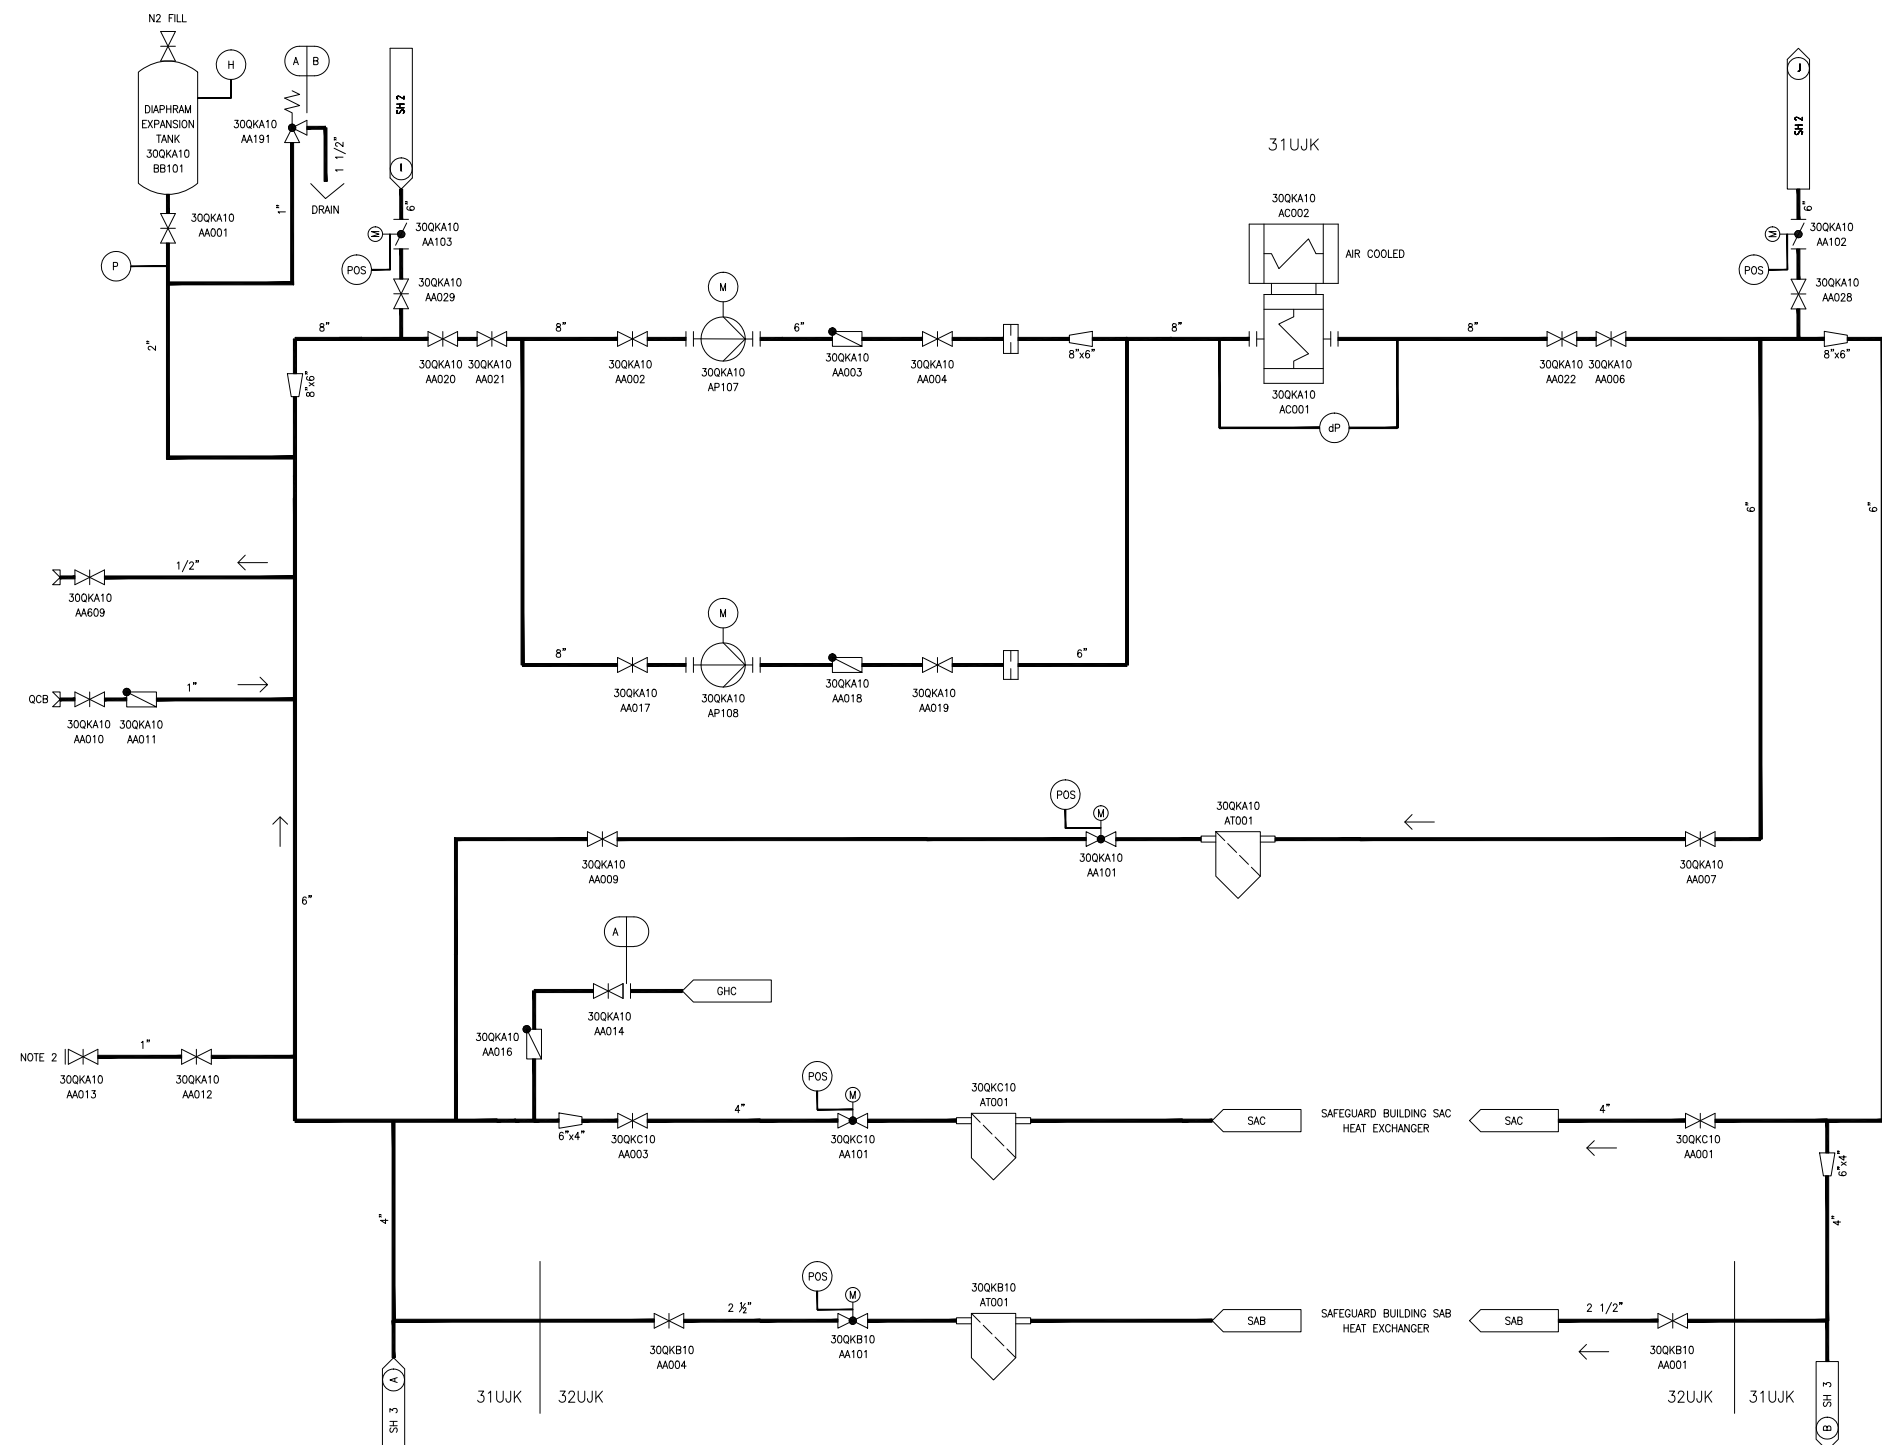 N2 FILL
H
A
B
DIAPHRAM
EXPANSION
TANK
30QKA10
BB101
30QKA10
AA191
1 1/2"
DRAIN
1"
30QKA10
AA001
P
2"
SH 2
I
6"
M
30QKA10
AA103
POS
30QKA10
AA029
31UJK
30QKA10
AC002
AIR COOLED
J
SH 2
6"
M
30QKA10
AA102
POS
30QKA10
AA028
8"
8"
M
6"
8"
8"
8"x6"
30QKA10
AA020
30QKA10
AA021
30QKA10
AA002
30QKA10
AP107
30QKA10
AA003
30QKA10
AA004
8"x6"
30QKA10
AC001
dP
30QKA10
AA022
30QKA10
AA006
8"x6"
6"
6"
1/2"
30QKA10
AA609
M
8"
6"
30QKA10
AA017
30QKA10
AP108
30QKA10
AA018
30QKA10
AA019
QCB
1"
30QKA10
AA010
30QKA10
AA011
POS
M
30QKA10
AT001
30QKA10
AA009
30QKA10
AA101
30QKA10
AA007
6"
A
GHC
30QKA10
AA014
30QKA10
AA016
NOTE 2
1"
30QKA10
AA013
30QKA10
AA012
POS
M
30QKC10
AT001
6"x4"
30QKC10
AA003
4"
30QKC10
AA101
SAC
SAFEGUARD BUILDING SAC
HEAT EXCHANGER
SAC
4"
30QKC10
AA001
6"x4"
4"
4"
POS
M
30QKB10
AT001
2 ½"
30QKB10
AA004
30QKB10
AA101
SAB
SAFEGUARD BUILDING SAB
HEAT EXCHANGER
SAB
2 1/2"
30QKB10
AA001
A
SH 3
31UJK
32UJK
32UJK
31UJK
SH 3
B